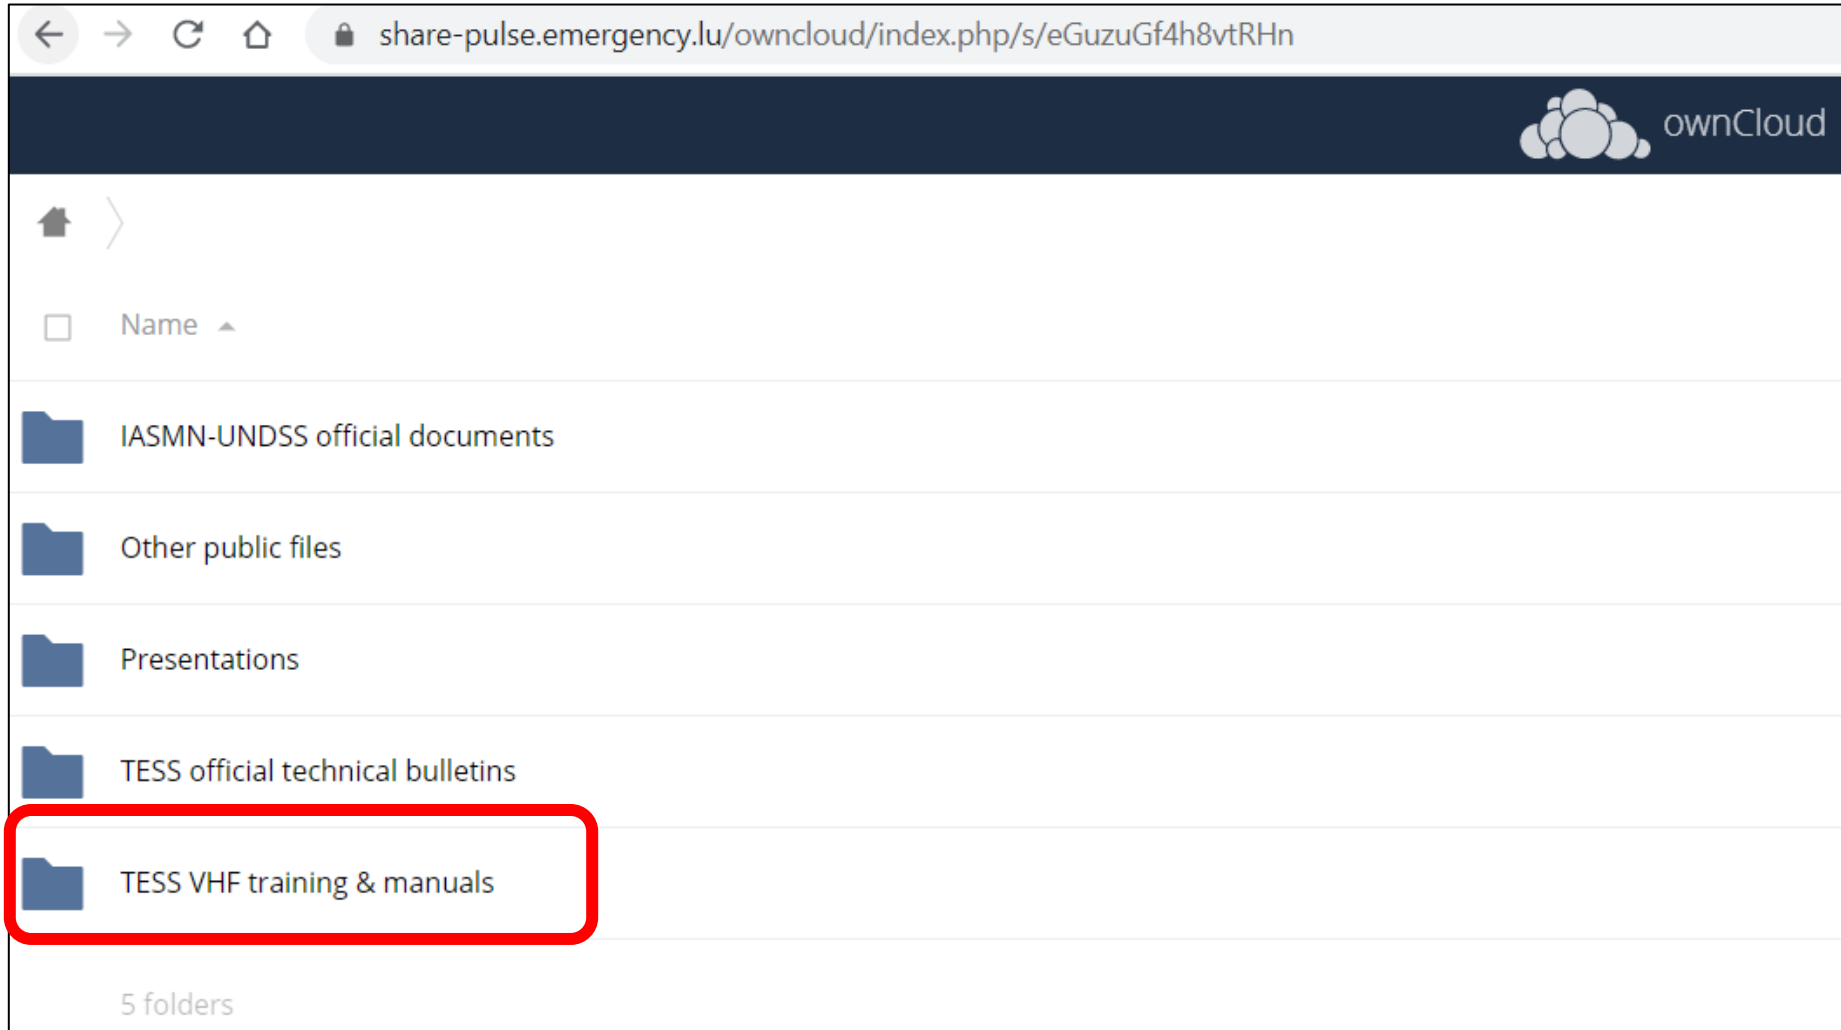 share-pulse.emergency.lu/owncloud/index.php/s/eGuzuGf4h8vtRHn
ownCloud
Name
IASMN-UNDSS official documents
Other public files
Presentations
TESS official technical bulletins
TESS VHF training & manuals
5 folders